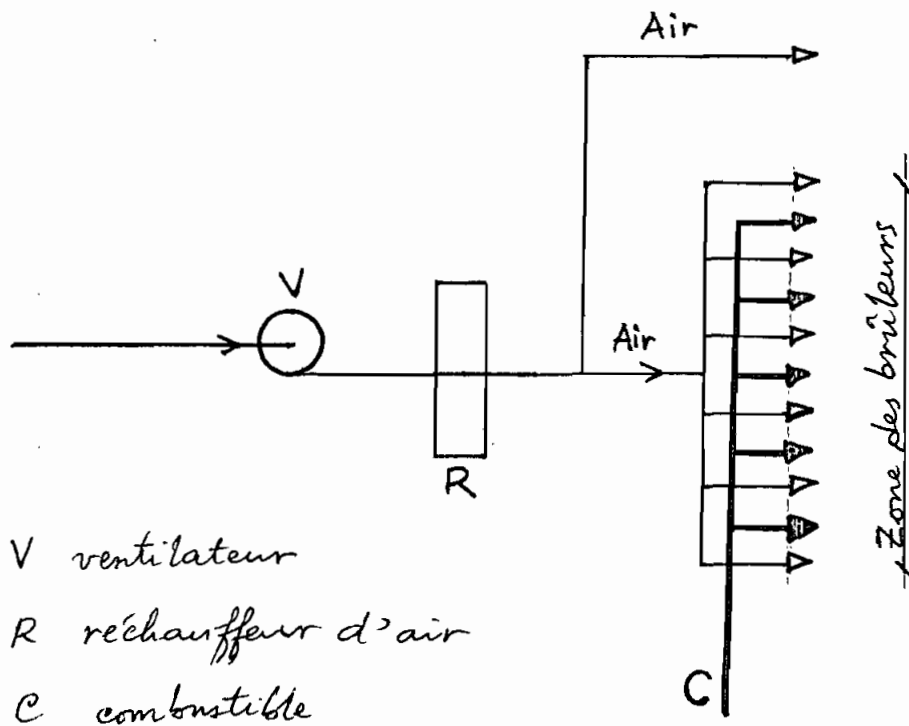 Air
V
Air
R
Zone des brûleurs
V ventilateur
R réchauffeur d'air
C combustible
C